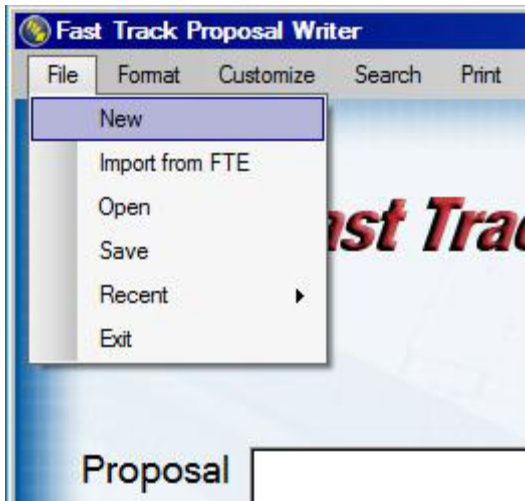 Fast Track Proposal Writer
File Format Customize Search Print
New
Import from FTE
Open
Save
Recent
Exit
Proposal